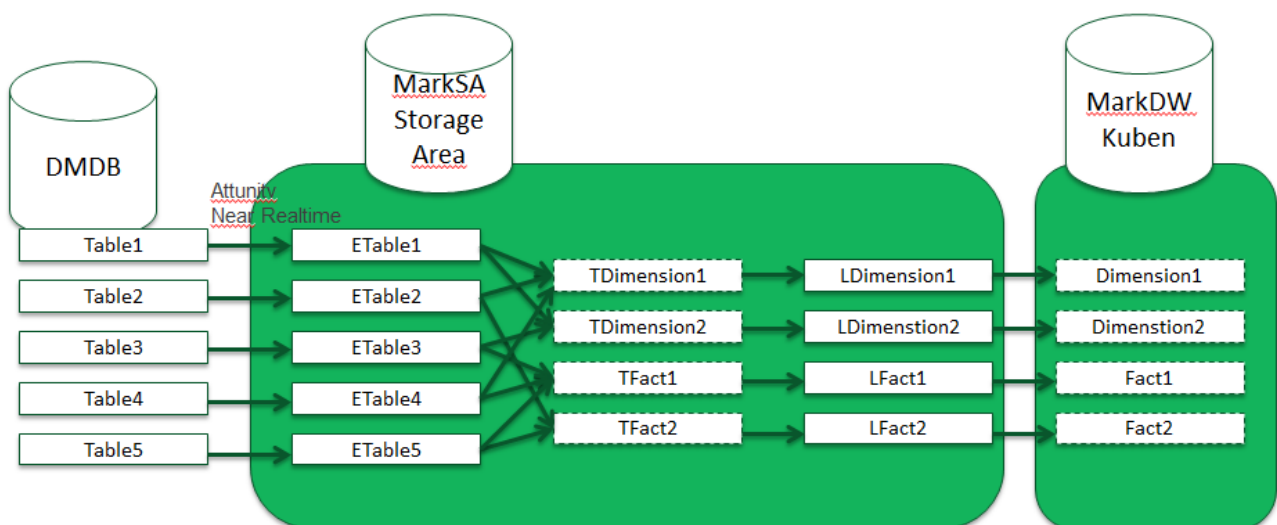 MarkSA
Storage
Area
MarkDW
Kuben
DMDB
Attunity
Near Realtime
Table1
ETable1
TDimension1
LDimension1
Dimension1
Table2
ETable2
TDimension2
LDimenstion2
Dimenstion2
Table3
ETable3
TFact1
LFact1
Fact1
Table4
ETable4
TFact2
LFact2
Fact2
Table5
ETable5